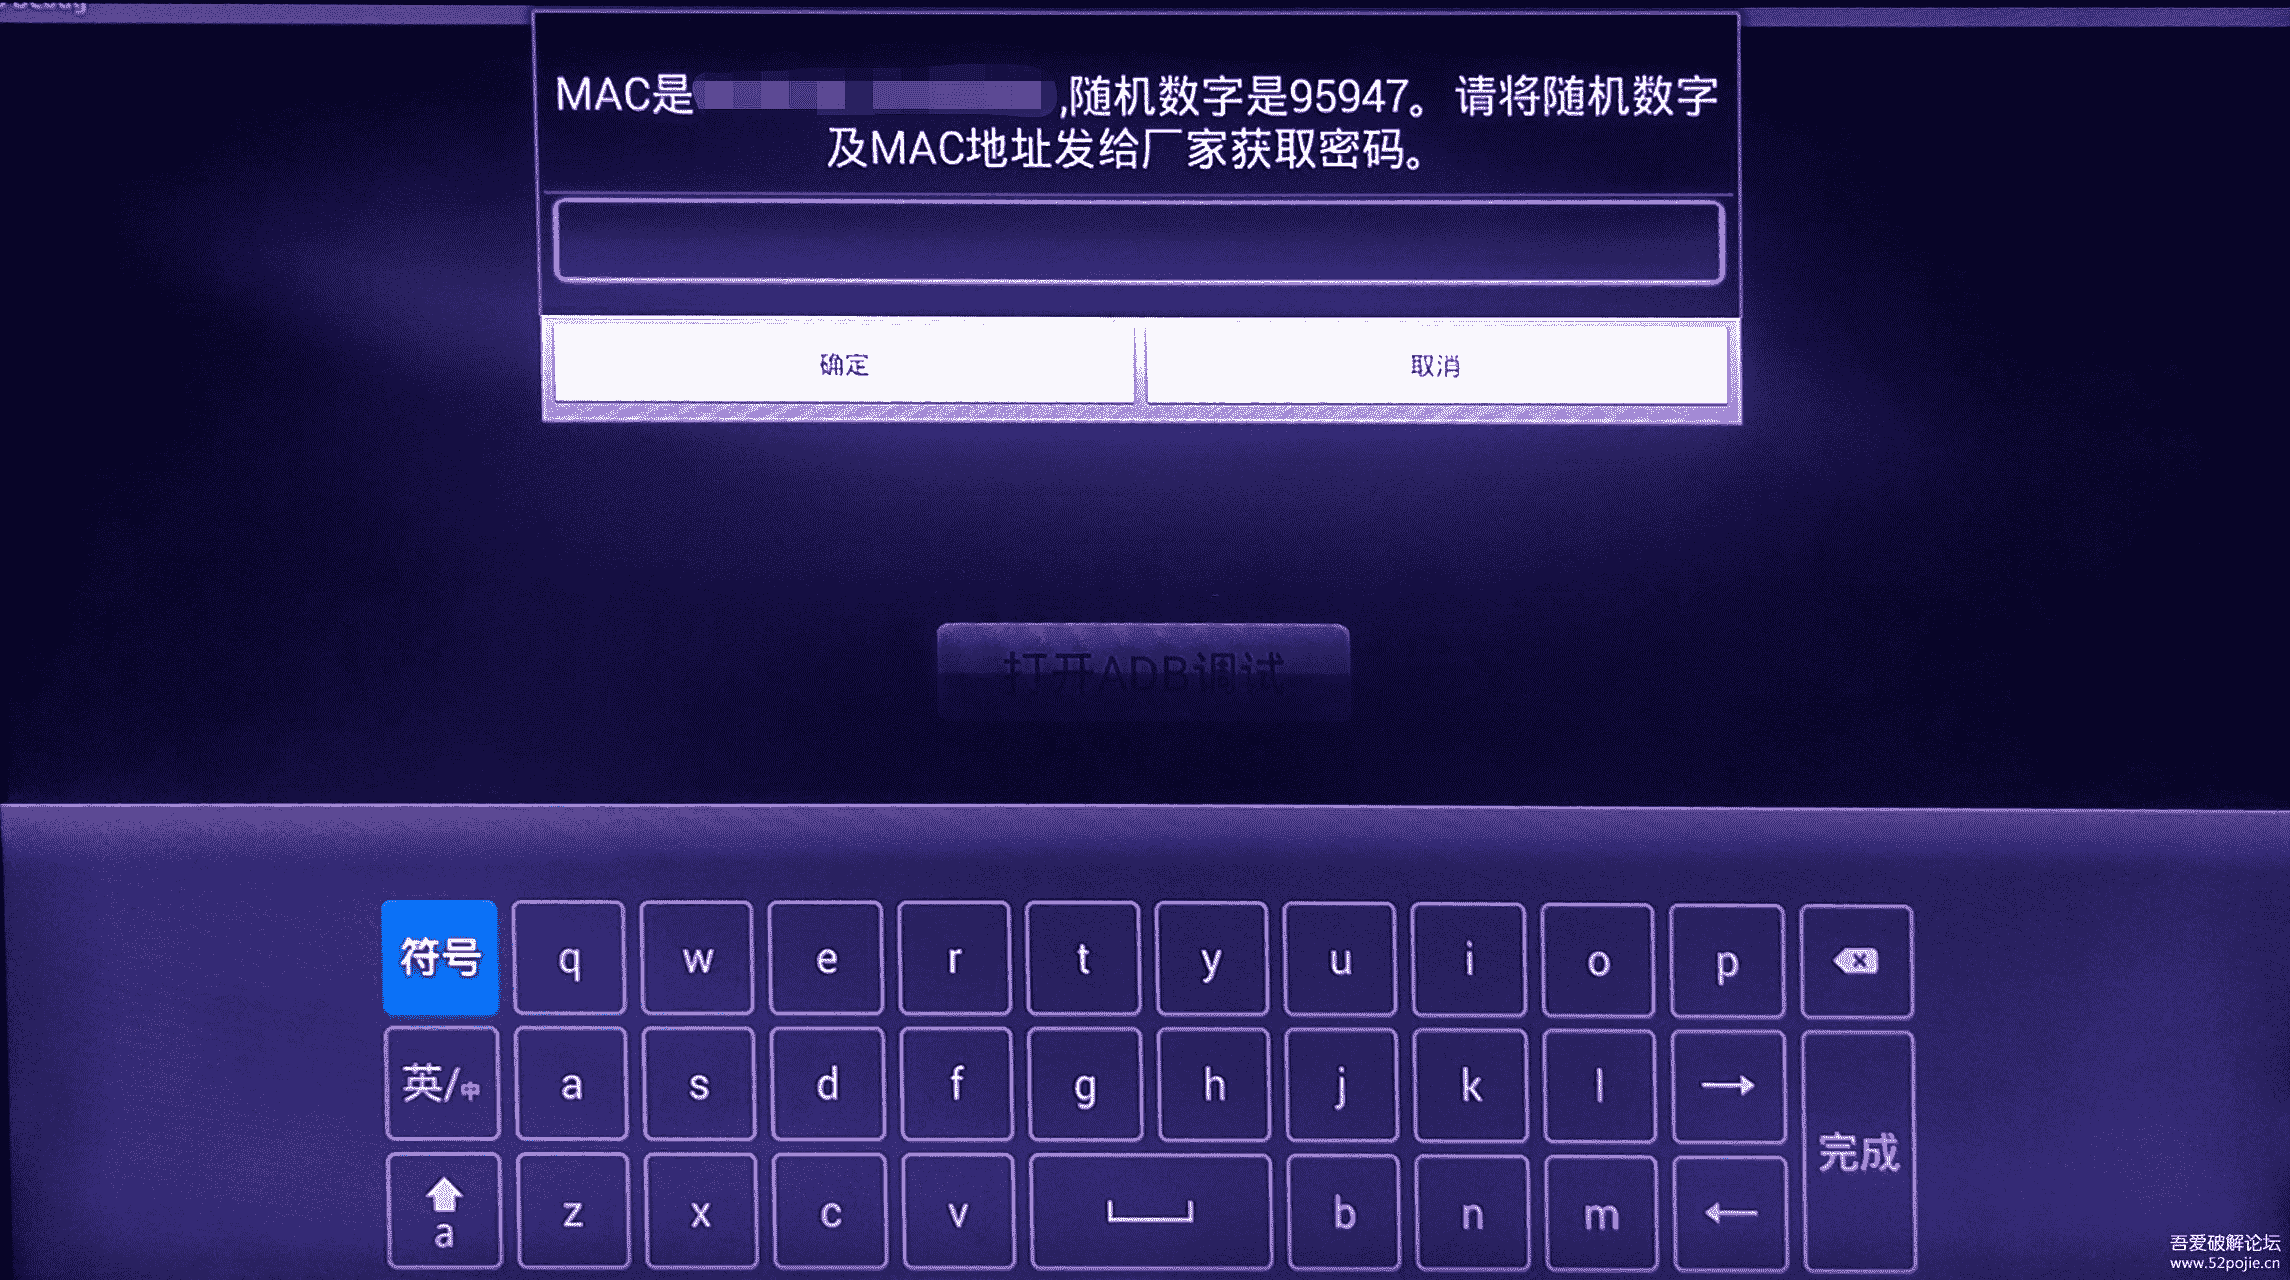 MAC是 ,随机数字是95947。请将随机数字
及MAC地址发给厂家获取密码。
确定 取消
打开ADB调试
符号 q w e r t y u i o p
英/中 a s d f g h j k l →
完成
a z x c v b n m ←
吾爱破解论坛
www.52pojie.cn